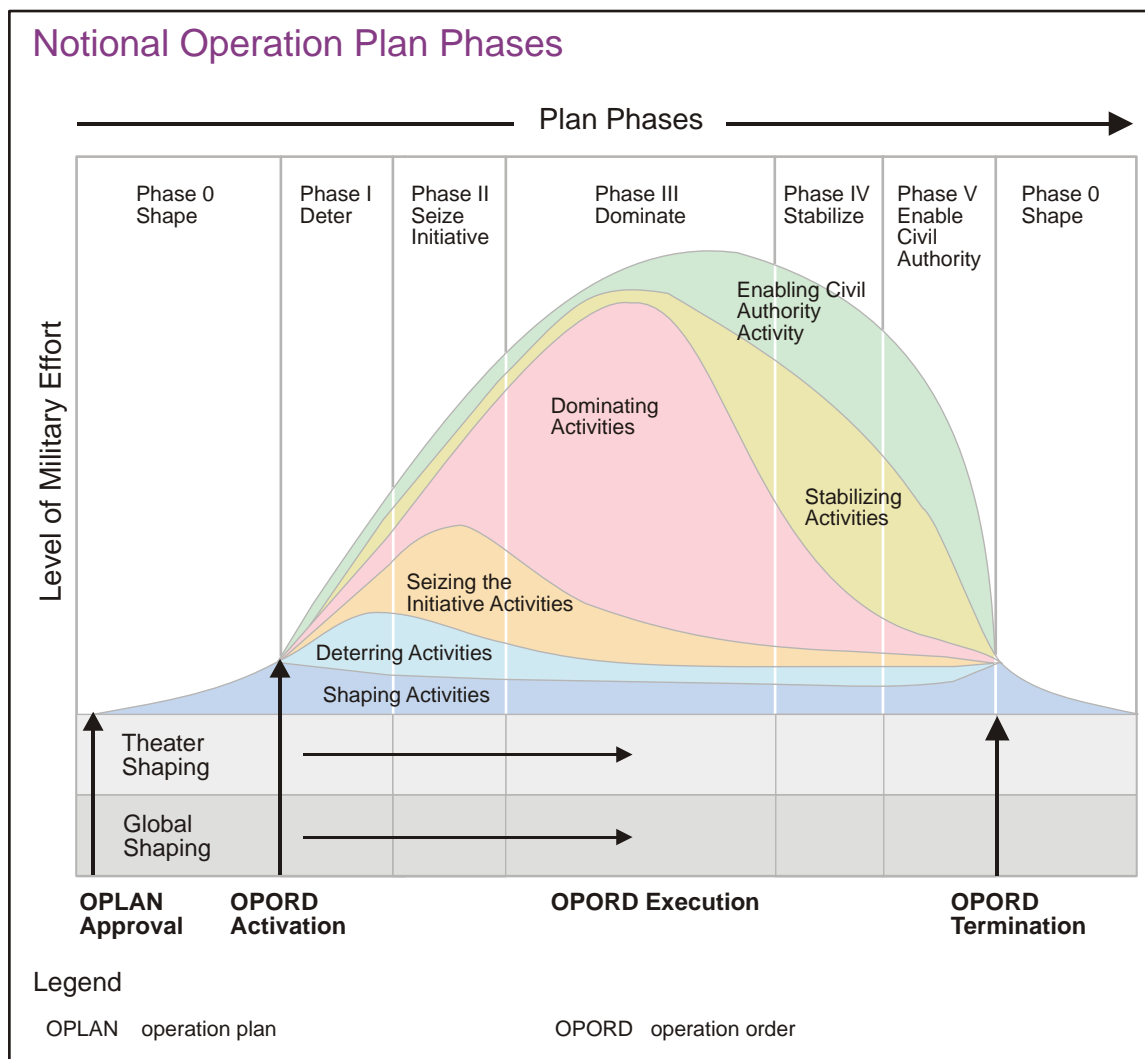 Notional Operation Plan Phases
Plan Phases
Phase 0
Shape
Phase I
Deter
Phase II
Seize
Initiative
Phase III
Dominate
Phase IV
Stabilize
Phase V
Enable
Civil
Authority
Phase 0
Shape
Level of Military Effort
Enabling Civil
Authority
Activity
Dominating
Activities
Stabilizing
Activities
Seizing the
Initiative Activities
Deterring Activities
Shaping Activities
Theater
Shaping
Global
Shaping
OPLAN
Approval
OPORD
Activation
OPORD Execution
OPORD
Termination
Legend
OPLAN operation plan
OPORD operation order